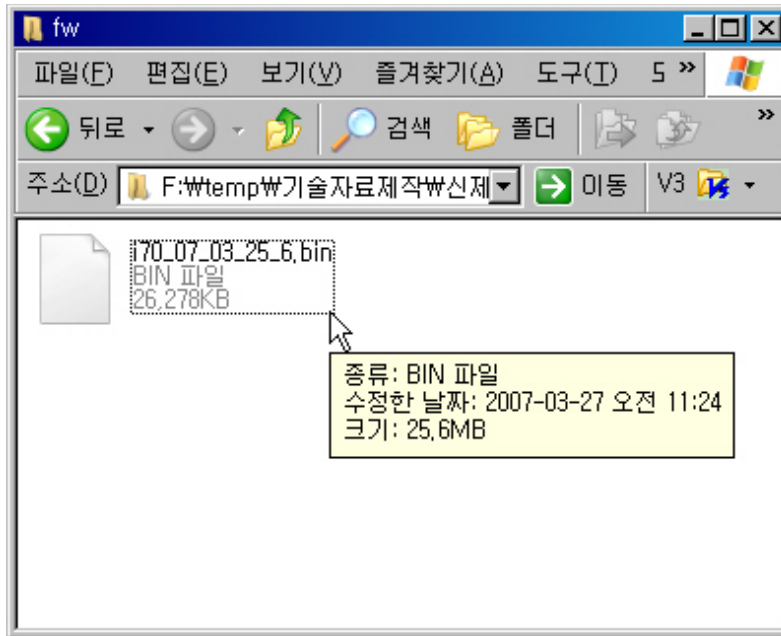 fw
파일(F) 편집(E) 보기(V) 즐겨찾기(A) 도구(T) 도 »
뒤로 검색 폴더 »
주소(D) F:₩temp₩기술자료제작₩신제 이동 V3
i70_07_03_25_6.bin
BIN 파일
26,278KB
종류: BIN 파일
수정한 날짜: 2007-03-27 오전 11:24
크기: 25,6MB